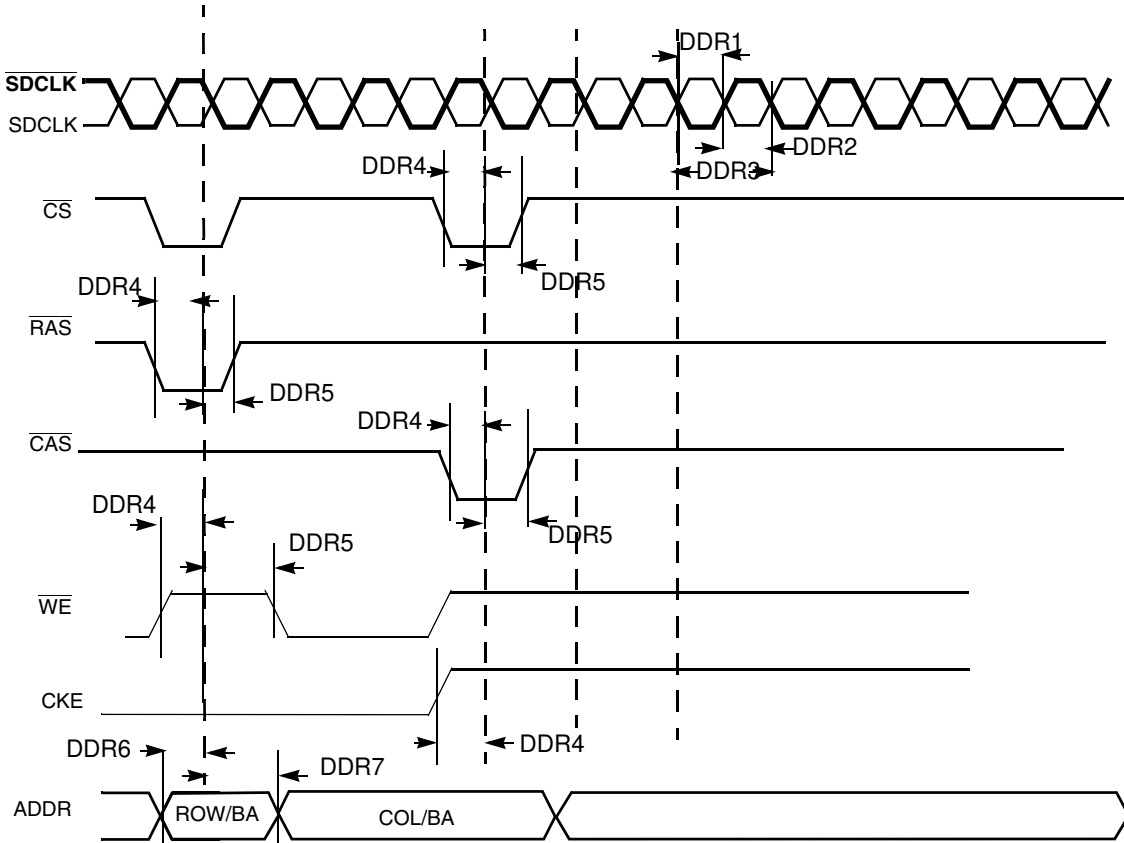 DDR1
SDCLK
SDCLK
DDR2
DDR4
DDR3
CS
DDR5
DDR4
RAS
DDR5
DDR4
CAS
DDR4
DDR5
DDR5
WE
CKE
DDR4
DDR6
DDR7
ADDR
ROW/BA
COL/BA